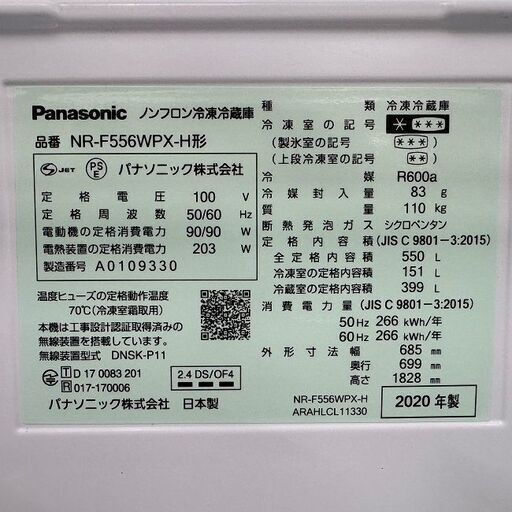 Panasonic ノンフロン冷凍冷蔵庫
品番 NR-F556WPX-H形
S JET PS E パナソニック株式会社
定格電圧 100 V
定格周波数 50/60 Hz
電動機の定格消費電力 90/90 W
電熱装置の定格消費電力 203 W
製造番号 A0109330
温度ヒューズの定格動作温度
70℃(冷凍室霜取用)
本機は工事設計認証取得済みの
無線装置を搭載しています。
無線装置型式 DNSK-P11
T D 17 0083 201
R 017-170006
2.4 DS/OF4
パナソニック株式会社 日本製
種類 冷凍冷蔵庫
冷凍室の記号 * ***
(製氷室の記号) (***)
(上段冷凍室の記号) (***)
冷媒 R600a
冷媒封入量 83 g
質量 110 kg
断熱発泡ガス シクロペンタン
定格内容積 (JIS C 9801-3:2015)
全定格内容積 550 L
冷凍室の定格内容積 151 L
冷蔵室の定格内容積 399 L
消費電力量 (JIS C 9801-3:2015)
50 Hz 266 kWh/年
60 Hz 266 kWh/年
外形寸法 幅 685 mm
奥行 699 mm
高さ 1828 mm
NR-F556WPX-H
ARAHLCL11330
2020 年製